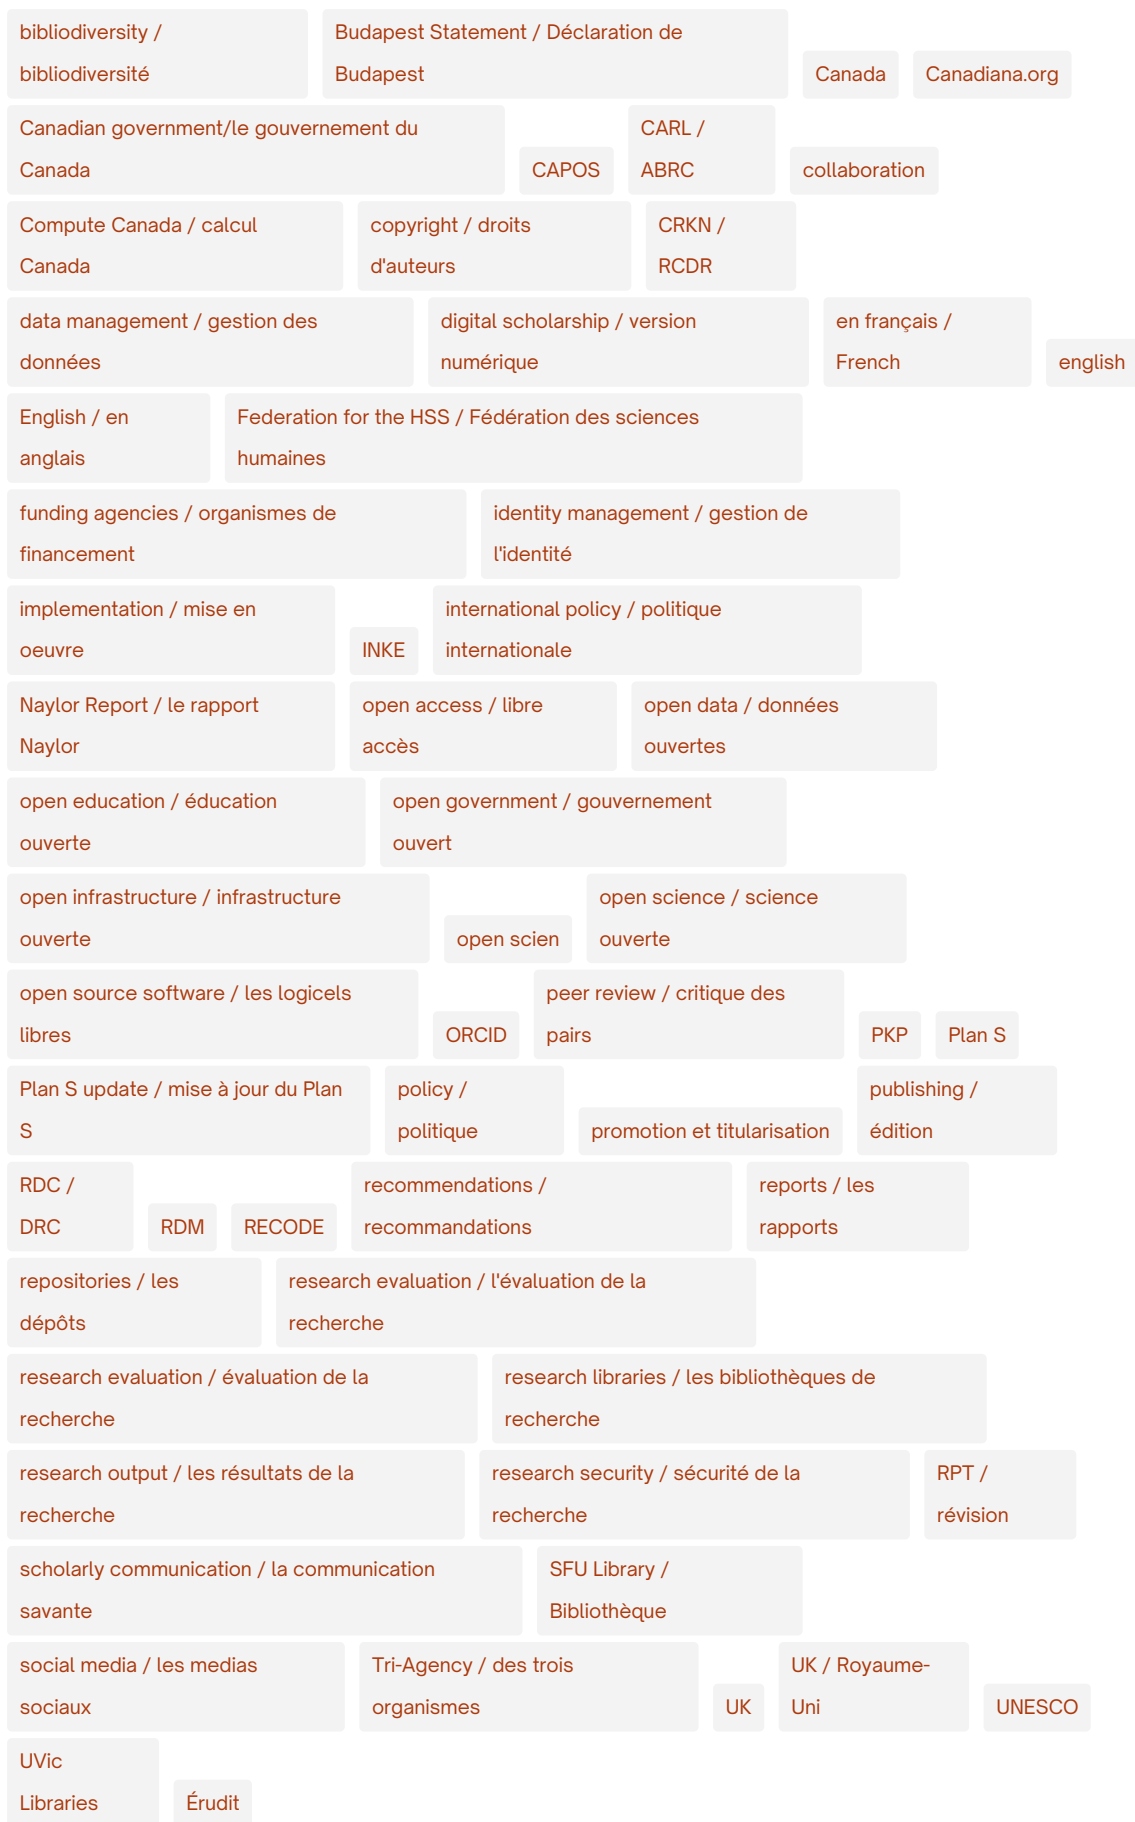 bibliodiversity /
bibliodiversité
Budapest Statement / Déclaration de
Budapest
Canada
Canadiana.org
Canadian government/le gouvernement du
Canada
CAPOS
CARL /
ABRC
collaboration
Compute Canada / calcul
Canada
copyright / droits
d'auteurs
CRKN /
RCDR
data management / gestion des
données
digital scholarship / version
numérique
en français /
French
english
English / en
anglais
Federation for the HSS / Fédération des sciences
humaines
funding agencies / organismes de
financement
identity management / gestion de
l'identité
implementation / mise en
oeuvre
INKE
international policy / politique
internationale
Naylor Report / le rapport
Naylor
open access / libre
accès
open data / données
ouvertes
open education / éducation
ouverte
open government / gouvernement
ouvert
open infrastructure / infrastructure
ouverte
open scien
open science / science
ouverte
open source software / les logicels
libres
ORCID
peer review / critique des
pairs
PKP
Plan S
Plan S update / mise à jour du Plan
S
policy /
politique
promotion et titularisation
publishing /
édition
RDC /
DRC
RDM
RECODE
recommendations /
recommandations
reports / les
rapports
repositories / les
dépôts
research evaluation / l'évaluation de la
recherche
research evaluation / évaluation de la
recherche
research libraries / les bibliothèques de
recherche
research output / les résultats de la
recherche
research security / sécurité de la
recherche
RPT /
révision
scholarly communication / la communication
savante
SFU Library /
Bibliothèque
social media / les medias
sociaux
Tri-Agency / des trois
organismes
UK
UK / Royaume-
Uni
UNESCO
UVic
Libraries
Érudit